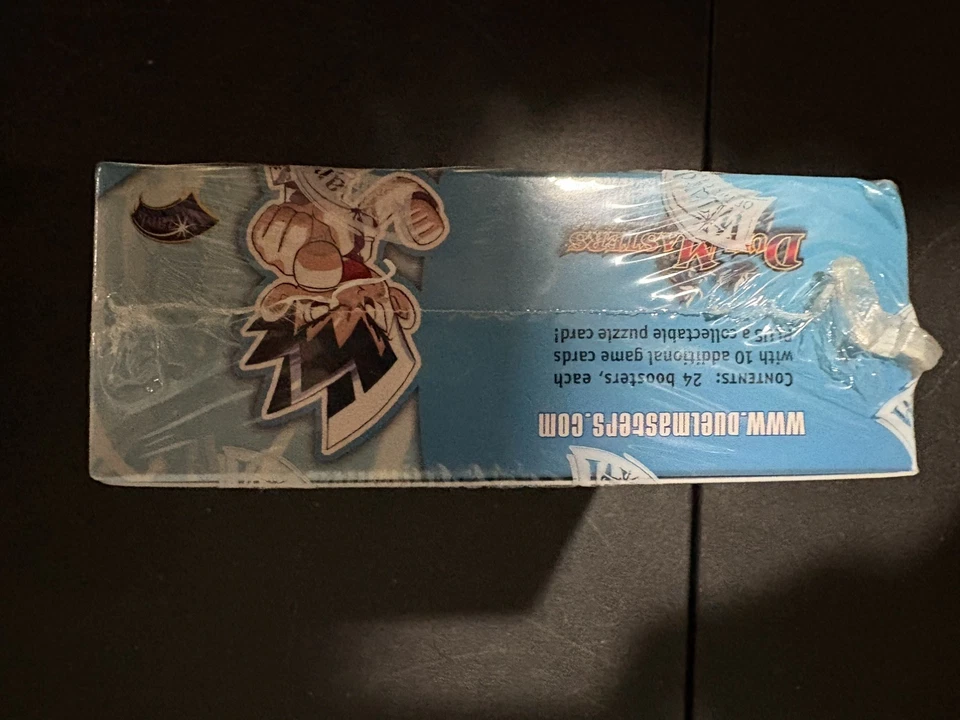 WWW.DUELMASTERS.COM
CONTENTS: 24 boosters, each
with 10 additional game cards
PLUS a collectable puzzle card!
DUEL MASTERS